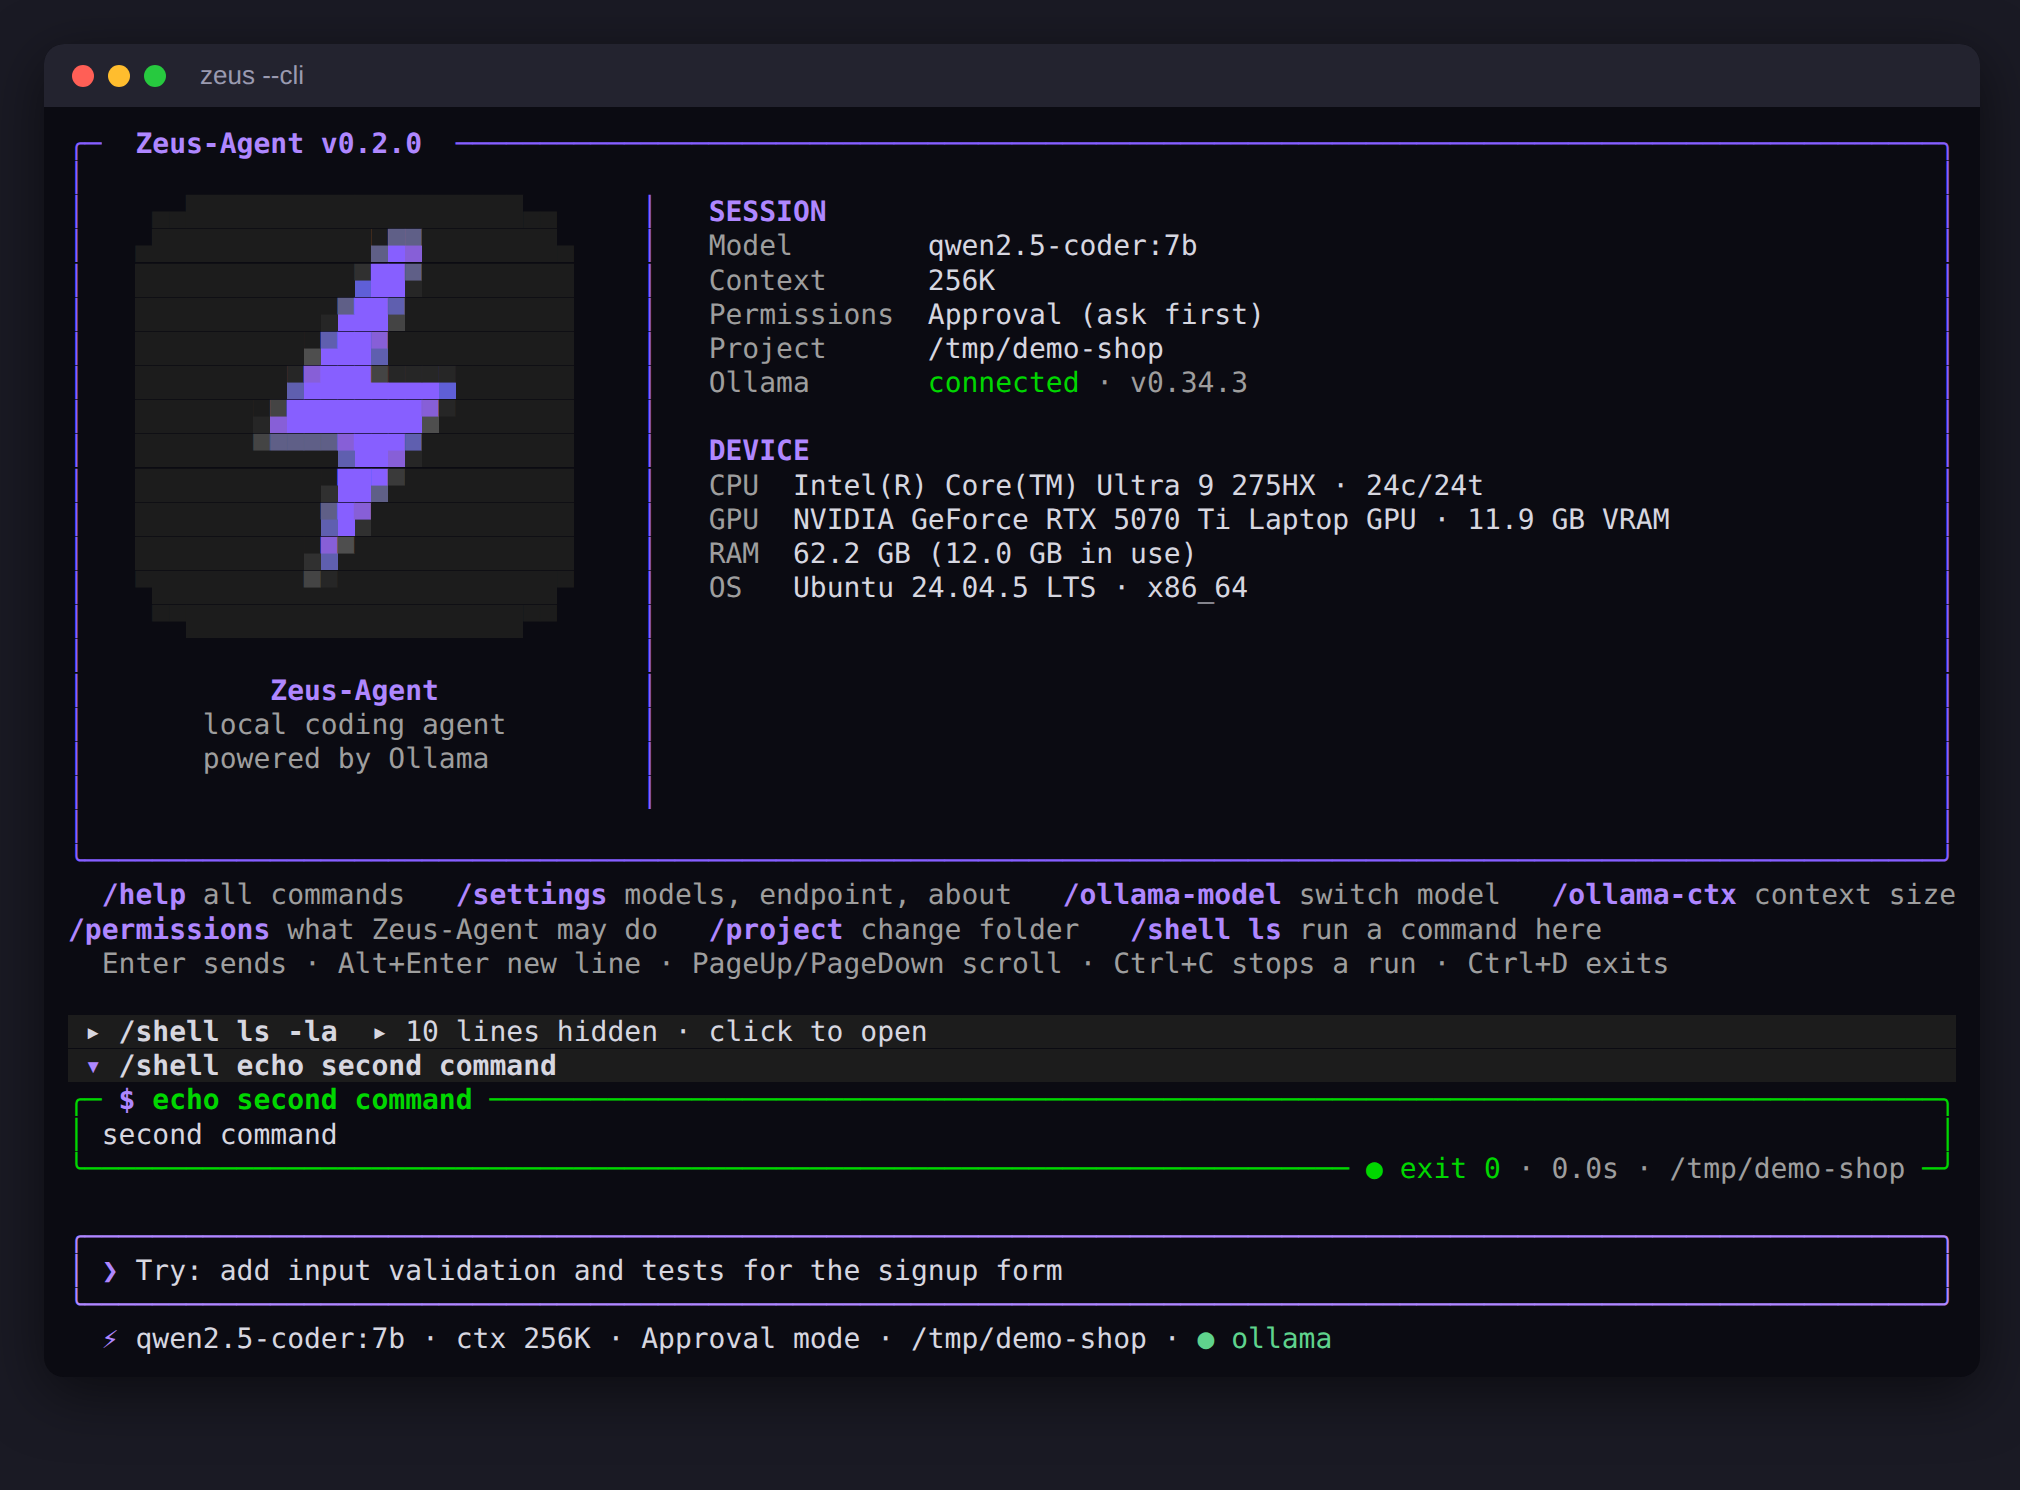 zeus --cli
Zeus-Agent v0.2.0
SESSION
Model qwen2.5-coder:7b
Context 256K
Permissions Approval (ask first)
Project /tmp/demo-shop
Ollama connected · v0.34.3
DEVICE
CPU Intel(R) Core(TM) Ultra 9 275HX · 24c/24t
GPU NVIDIA GeForce RTX 5070 Ti Laptop GPU · 11.9 GB VRAM
RAM 62.2 GB (12.0 GB in use)
OS Ubuntu 24.04.5 LTS · x86_64
Zeus-Agent
local coding agent
powered by Ollama
/help all commands /settings models, endpoint, about /ollama-model switch model /ollama-ctx context size
/permissions what Zeus-Agent may do /project change folder /shell ls run a command here
Enter sends · Alt+Enter new line · PageUp/PageDown scroll · Ctrl+C stops a run · Ctrl+D exits
▸ /shell ls -la ▸ 10 lines hidden · click to open
▾ /shell echo second command
$ echo second command
second command
● exit 0 · 0.0s · /tmp/demo-shop
❯ Try: add input validation and tests for the signup form
⚡ qwen2.5-coder:7b · ctx 256K · Approval mode · /tmp/demo-shop · ● ollama